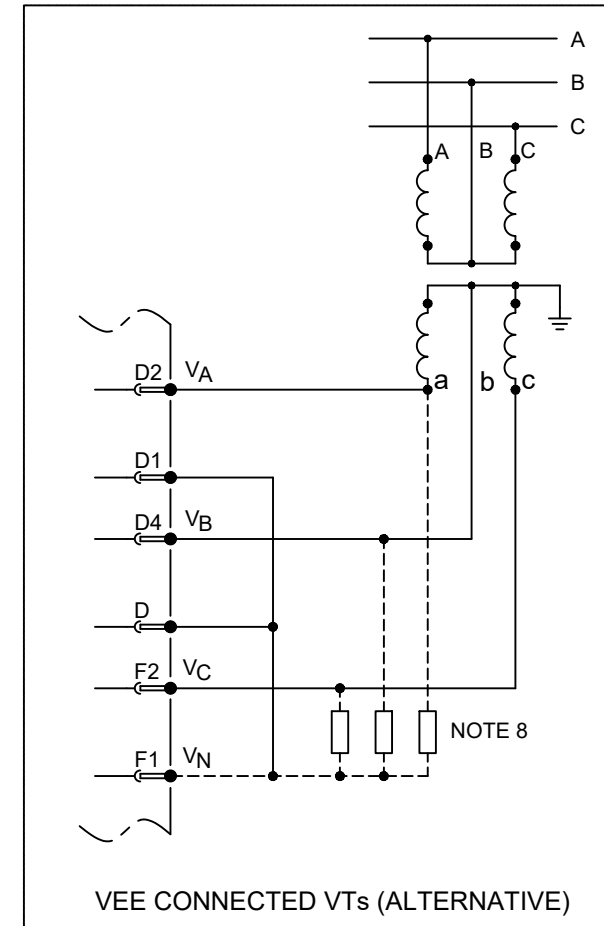 A
B
C
A B C
D2 VA
a b c
D1
D4 VB
D
F2 VC
NOTE 8
F1 VN
VEE CONNECTED VTs (ALTERNATIVE)